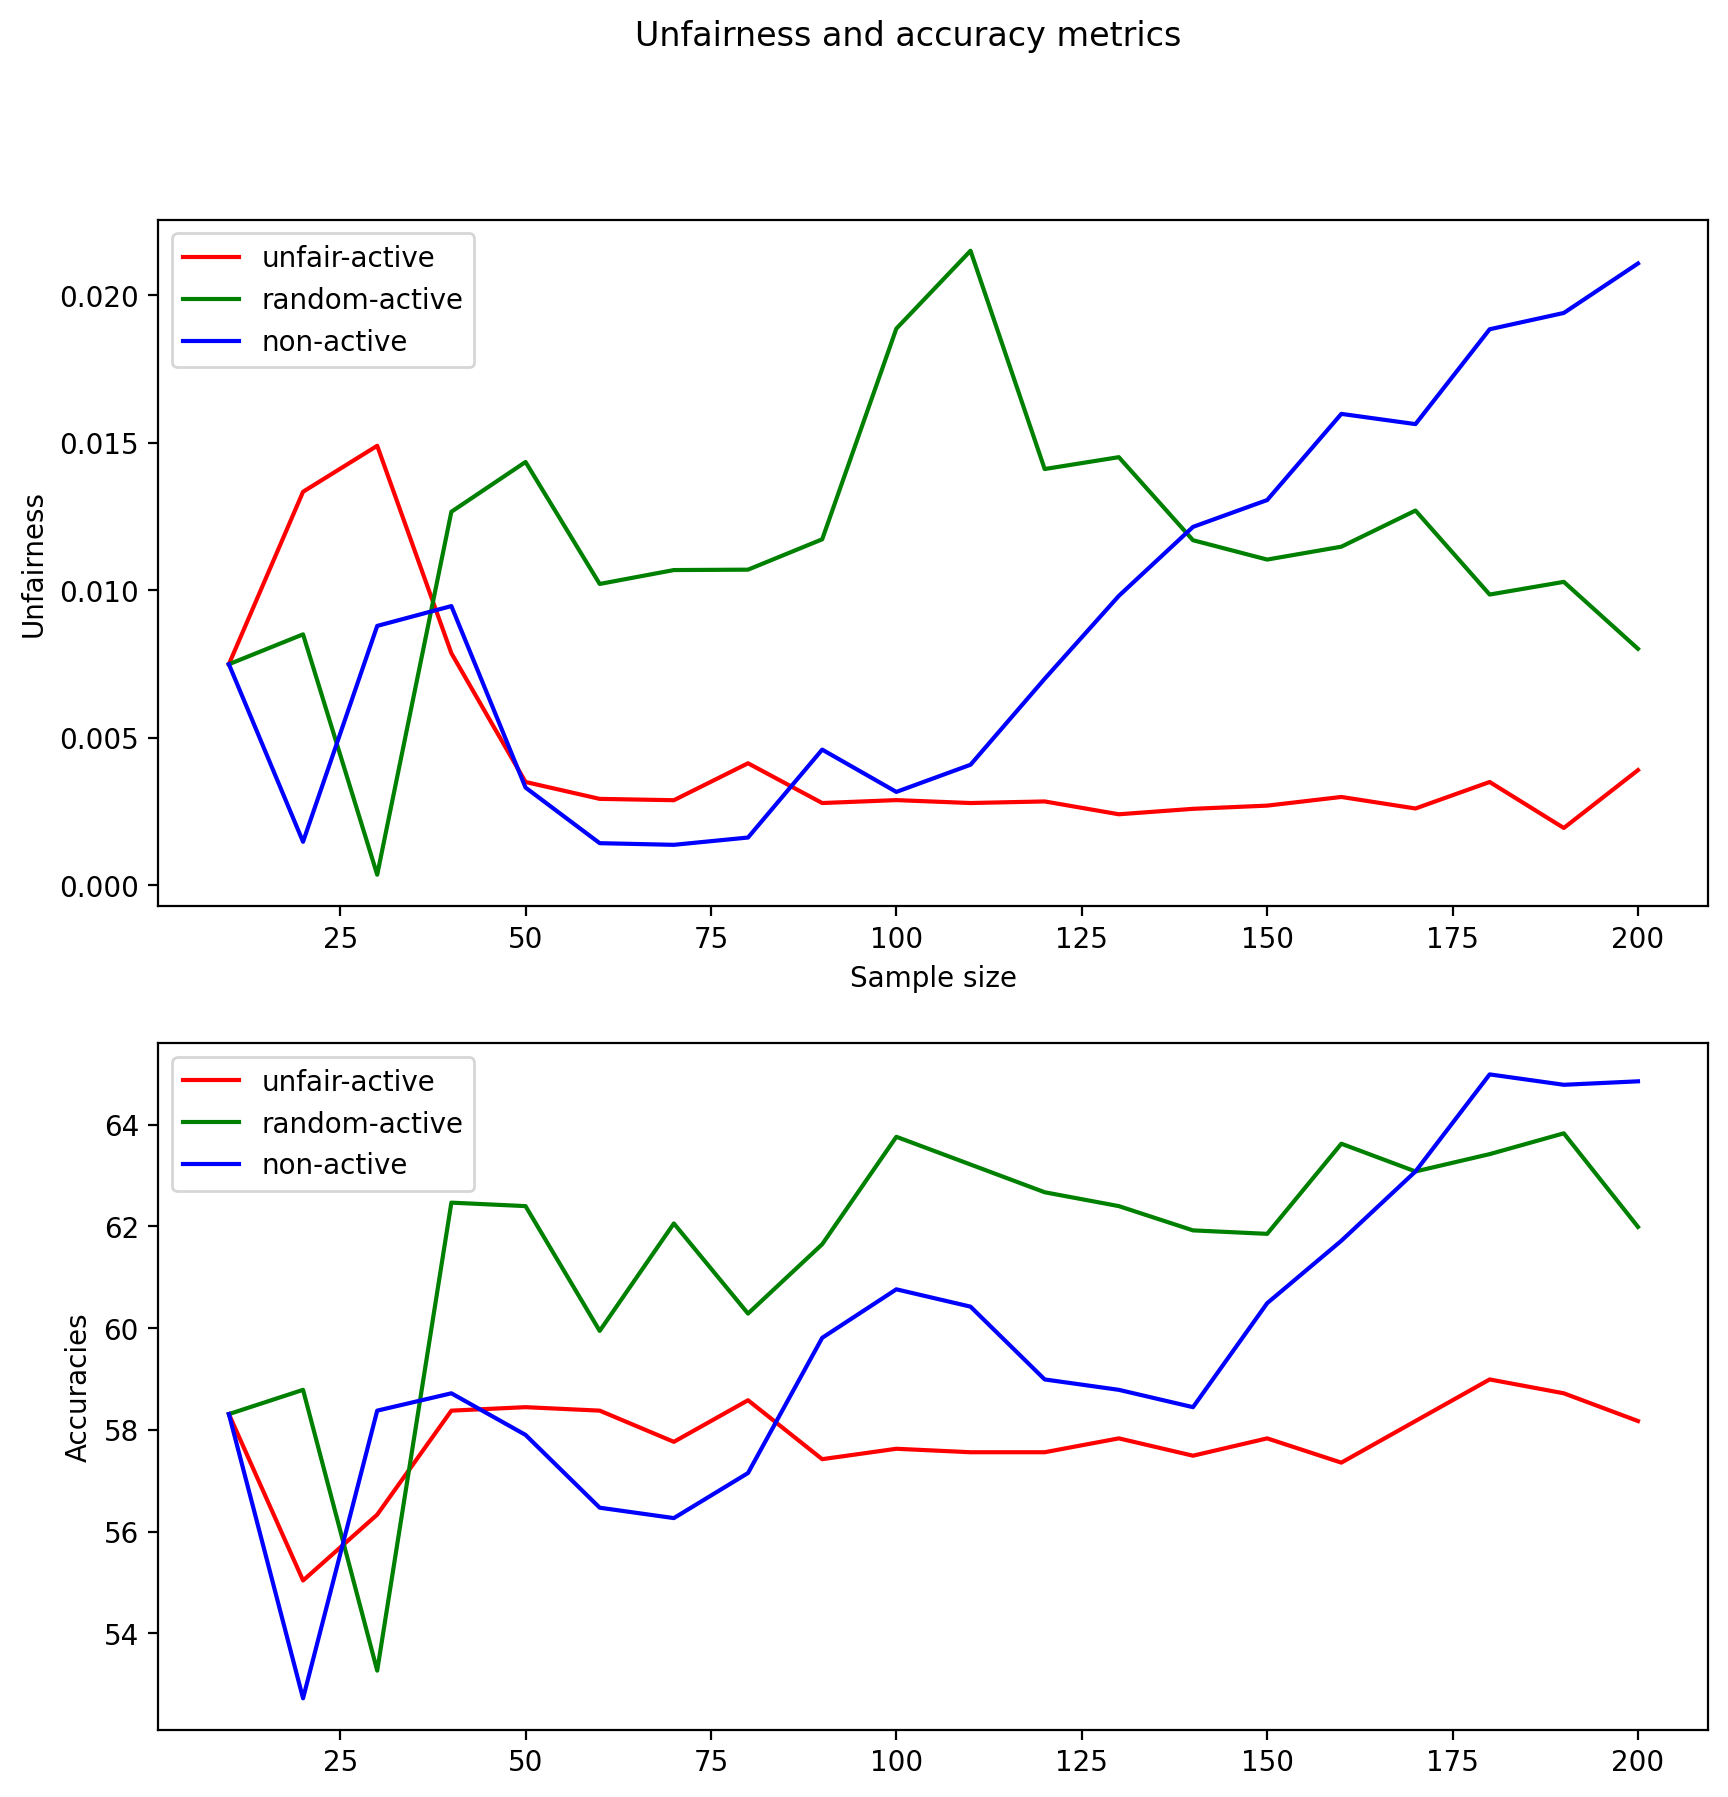 Unfairness and accuracy metrics
unfair-active
random-active
non-active
0.020
0.015
0.010
0.005
0.000
Unfairness
25 50 75 100 125 150 175 200
Sample size
unfair-active
random-active
non-active
64
62
60
58
56
54
Accuracies
25 50 75 100 125 150 175 200